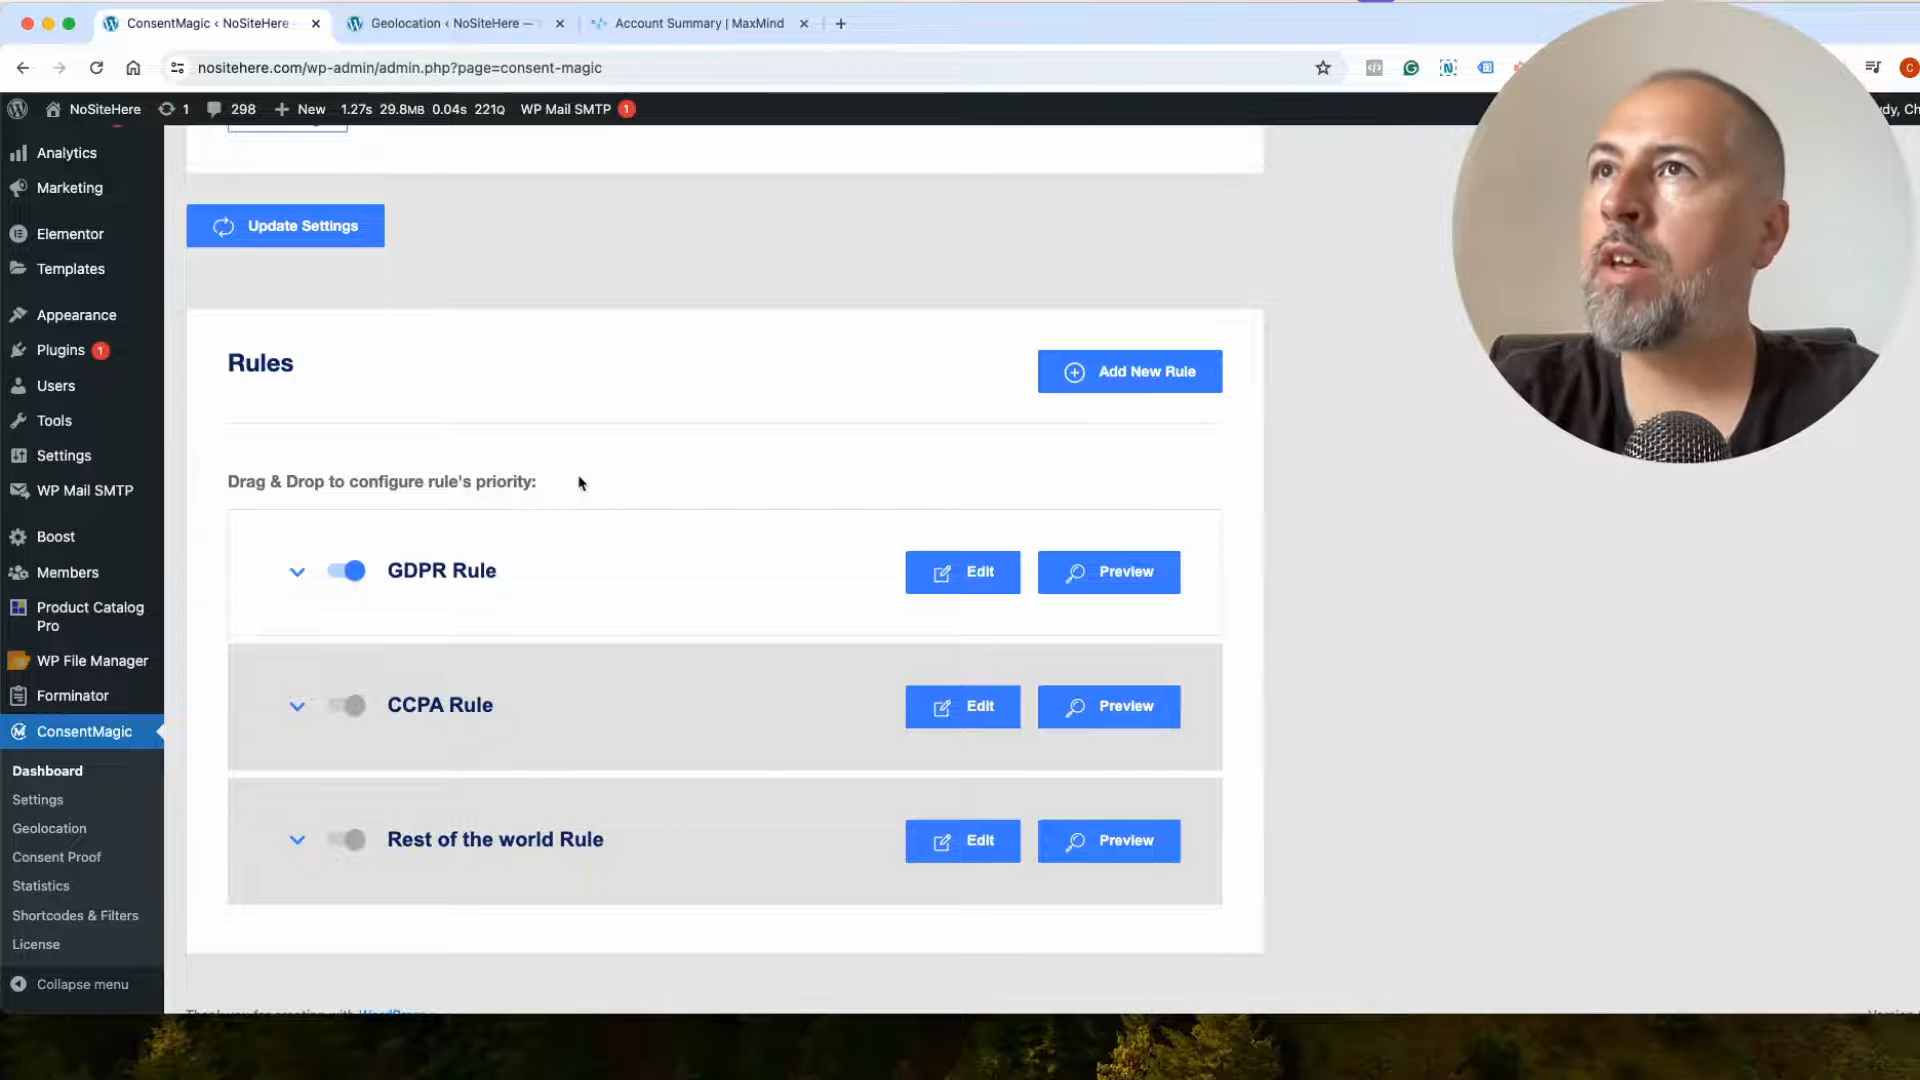 ConsentMagic ‹ NoSiteHere
Geolocation ‹ NoSiteHere —
Account Summary | MaxMind
nositehere.com/wp-admin/admin.php?page=consent-magic
NoSiteHere 1 298 New 1.27s 29.8MB 0.04s 221Q WP Mail SMTP 1
Analytics
Marketing
Elementor
Templates
Appearance
Plugins 1
Users
Tools
Settings
WP Mail SMTP
Boost
Members
Product Catalog
Pro
WP File Manager
Forminator
ConsentMagic
Dashboard
Settings
Geolocation
Consent Proof
Statistics
Shortcodes & Filters
License
Collapse menu
Update Settings
Rules
Add New Rule
Drag & Drop to configure rule's priority:
GDPR Rule
Edit
Preview
CCPA Rule
Edit
Preview
Rest of the world Rule
Edit
Preview